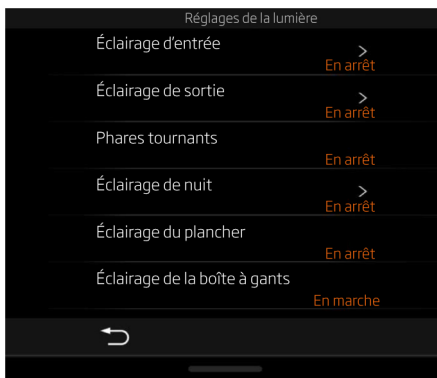 Réglages de la lumière
Éclairage d'entrée
En arrêt
Éclairage de sortie
En arrêt
Phares tournants
En arrêt
Éclairage de nuit
En arrêt
Éclairage du plancher
En arrêt
Éclairage de la boîte à gants
En marche